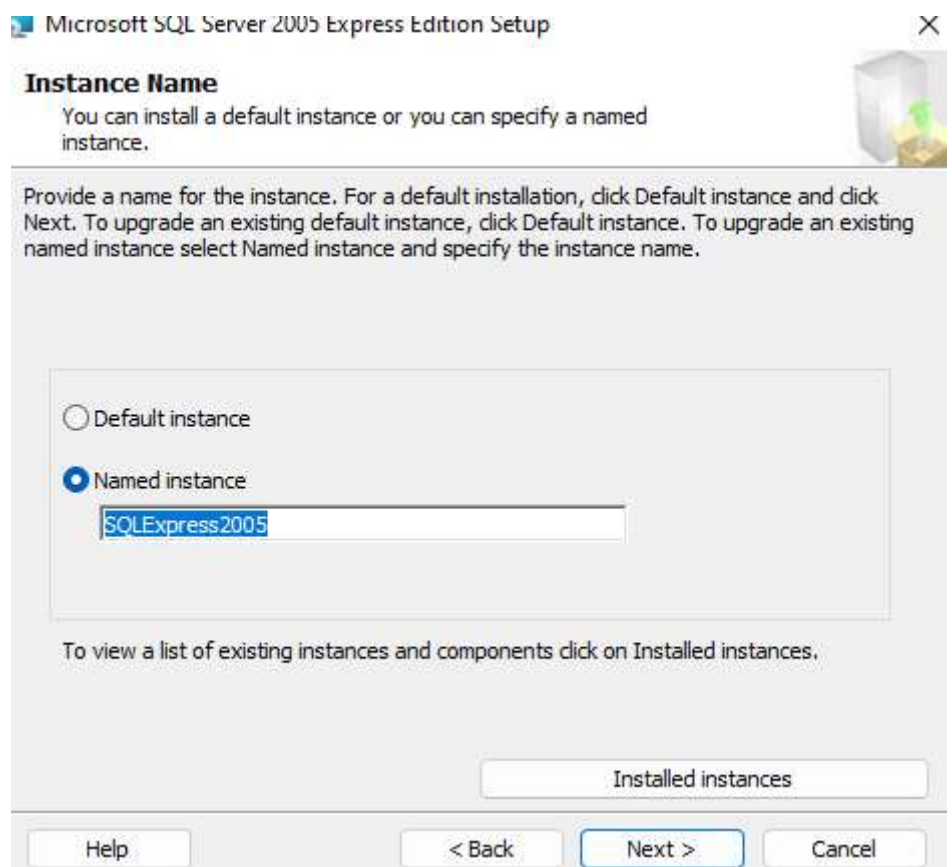 Microsoft SQL Server 2005 Express Edition Setup
Instance Name
You can install a default instance or you can specify a named
instance.
Provide a name for the instance. For a default installation, click Default instance and click
Next. To upgrade an existing default instance, click Default instance. To upgrade an existing
named instance select Named instance and specify the instance name.
Default instance
Named instance
SQLExpress2005
To view a list of existing instances and components click on Installed instances.
Installed instances
Help
< Back
Next >
Cancel